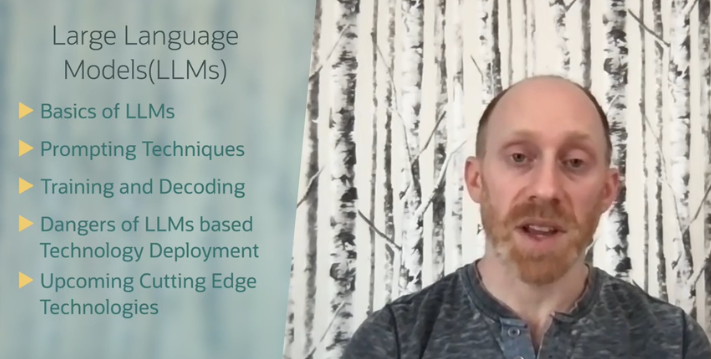 Large Language
Models(LLMs)
Basics of LLMs
Prompting Techniques
Training and Decoding
Dangers of LLMs based
Technology Deployment
Upcoming Cutting Edge
Technologies